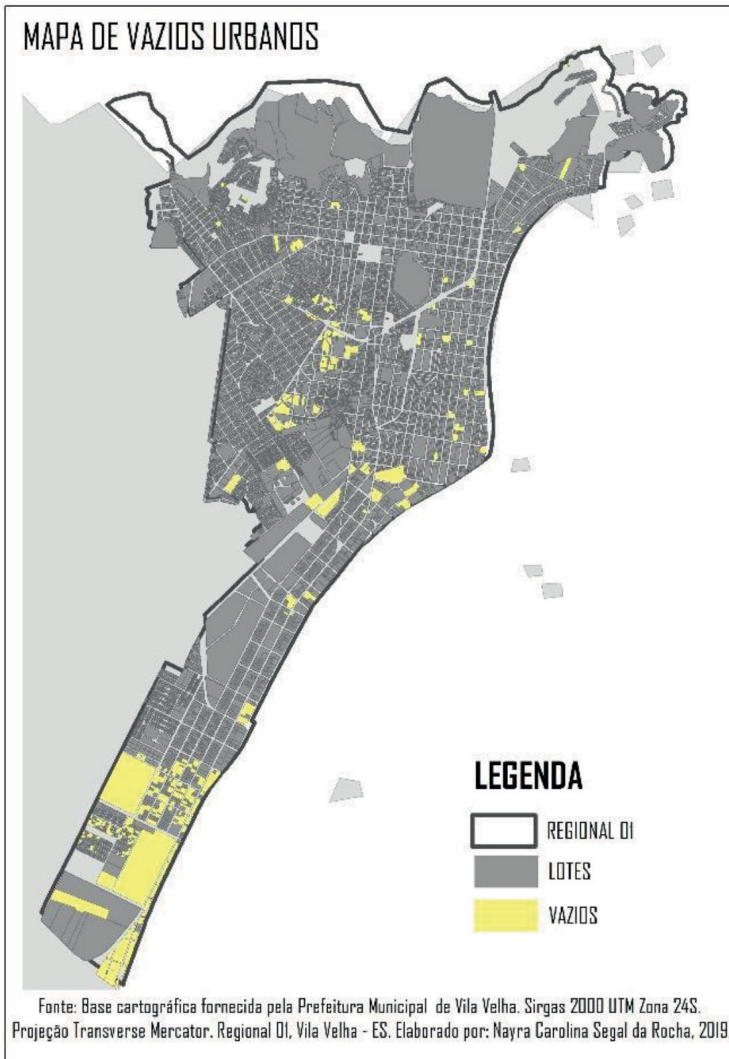 MAPA DE VAZIOS URBANOS
LEGENDA
REGIONAL 01
LOTES
VAZIOS
Fonte: Base cartográfica fornecida pela Prefeitura Municipal de Vila Velha. Sirgas 2000 UTM Zona 24S.
Projeção Transverse Mercator. Regional 01, Vila Velha - ES. Elaborado por: Nayra Carolina Segal da Rocha, 2019.